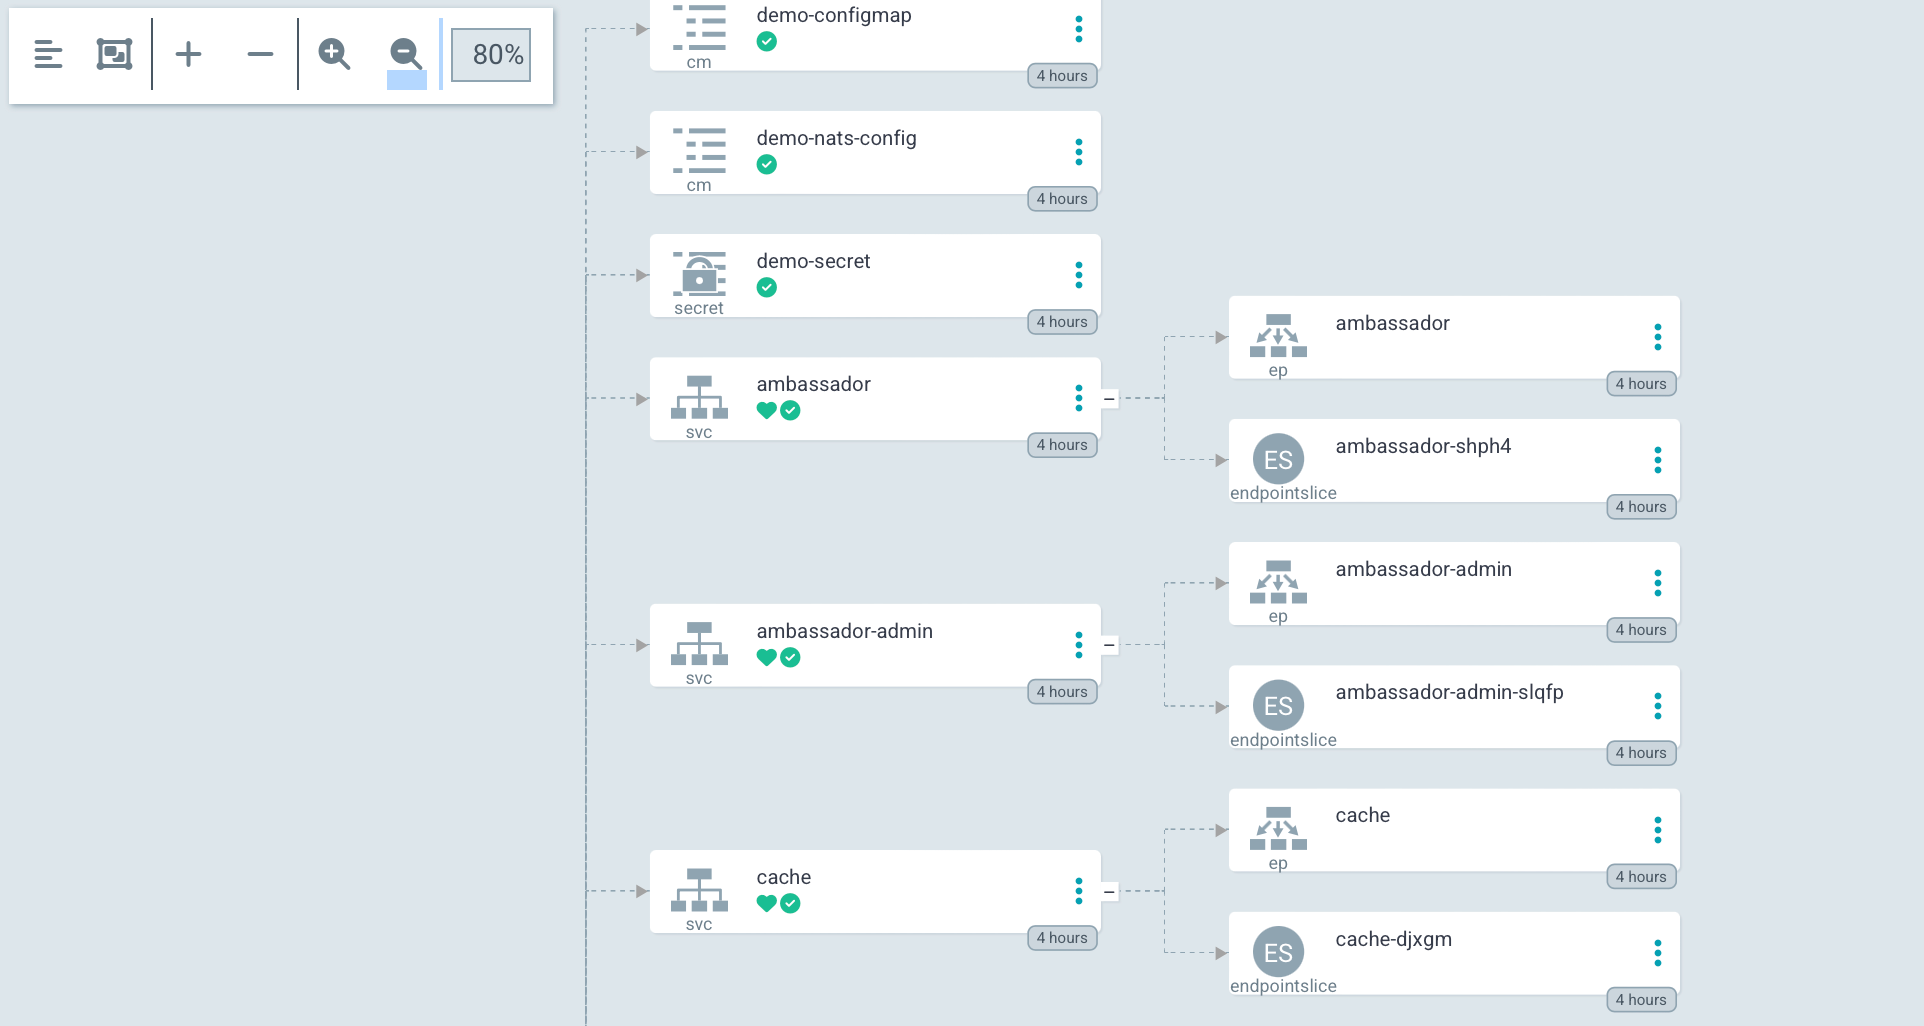 80%
demo-configmap
cm
4 hours
demo-nats-config
cm
4 hours
demo-secret
secret
4 hours
ambassador
svc
4 hours
ambassador
ep
4 hours
ES
ambassador-shph4
endpointslice
4 hours
ambassador-admin
svc
4 hours
ambassador-admin
ep
4 hours
ES
ambassador-admin-slqfp
endpointslice
4 hours
cache
svc
4 hours
cache
ep
4 hours
ES
cache-djxgm
endpointslice
4 hours